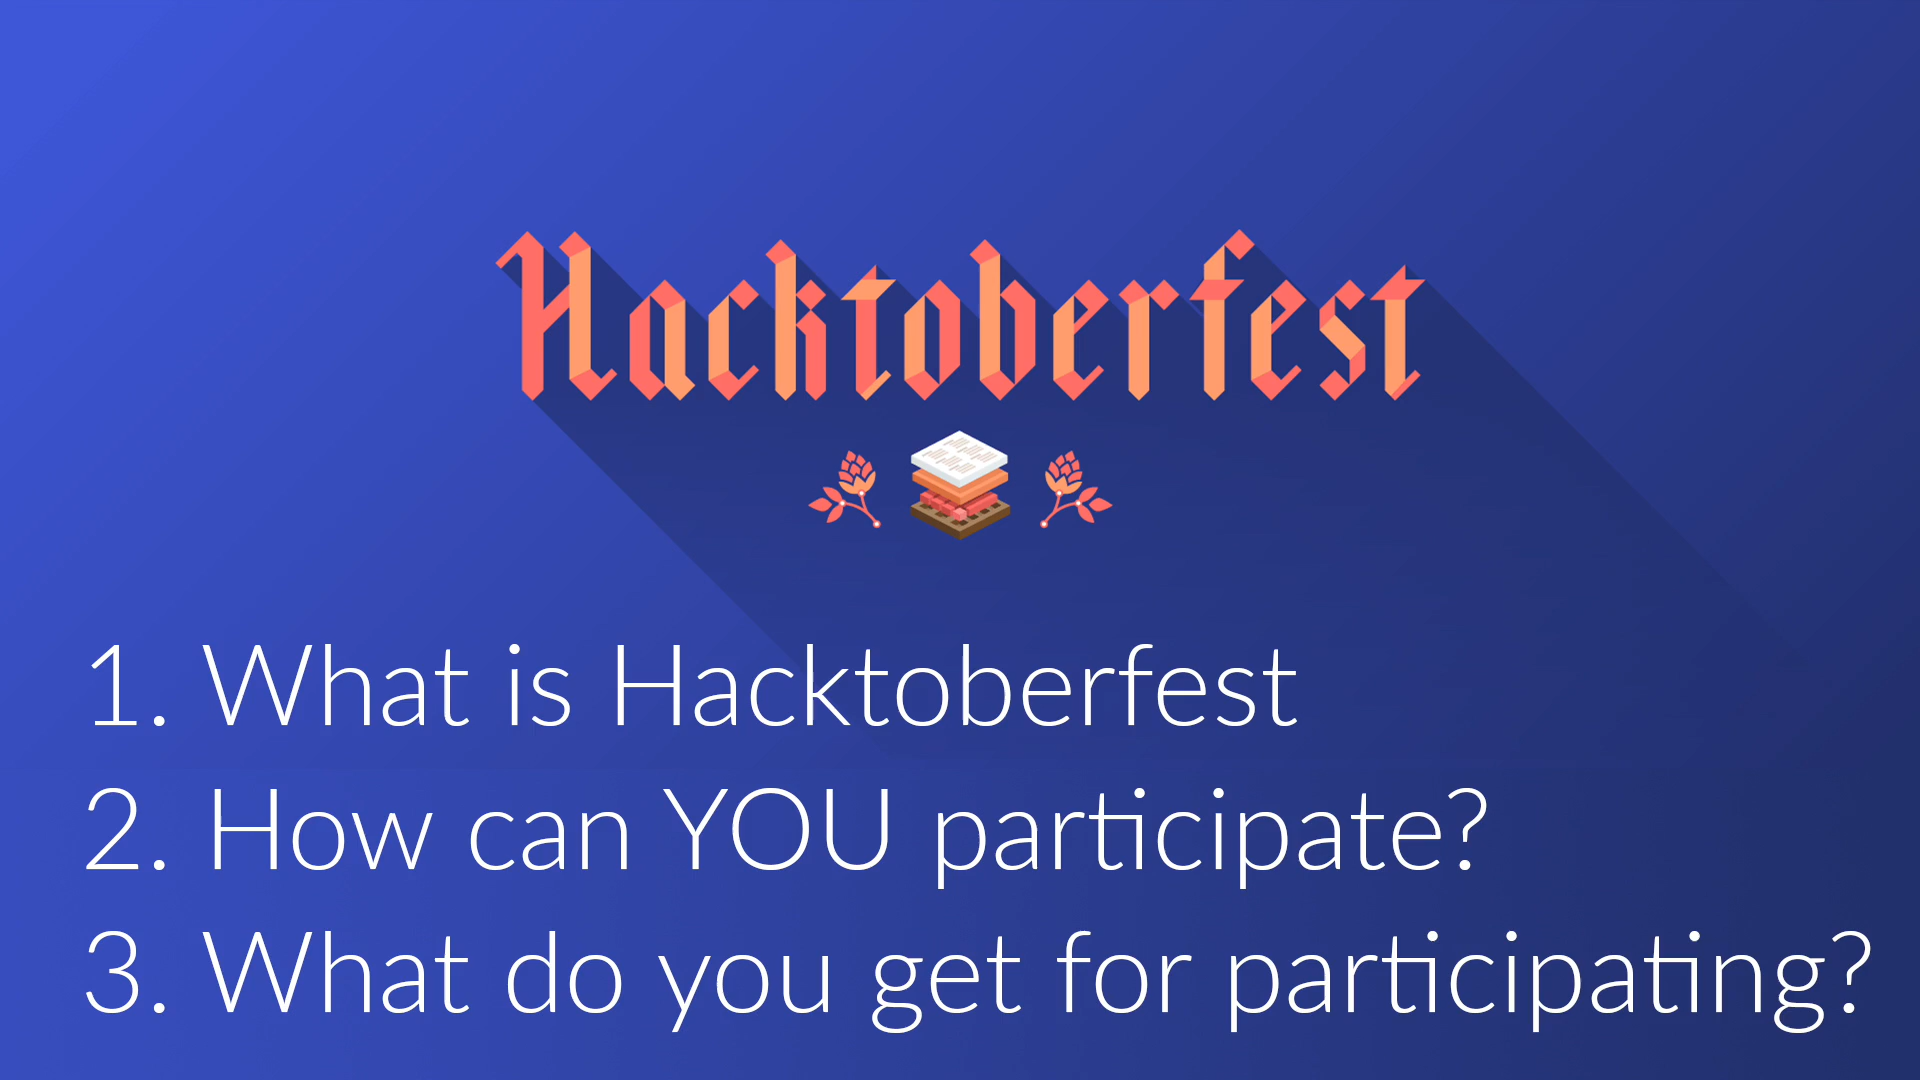 Hacktoberfest
1. What is Hacktoberfest
2. How can YOU participate?
3. What do you get for participating?